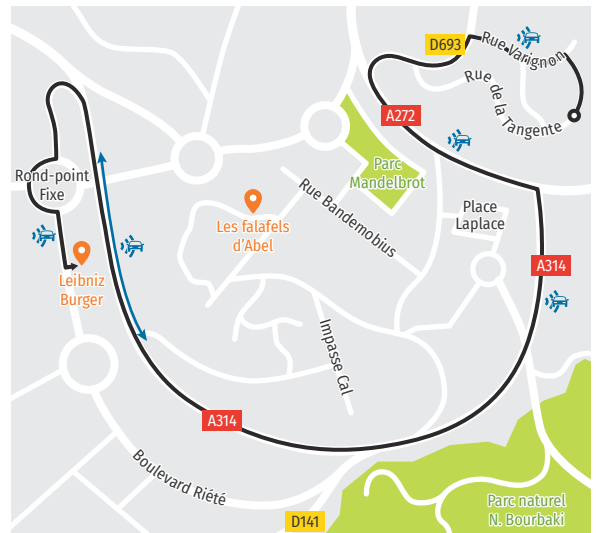 D693
Rue Varignon
Rue de la Tangente
A272
Parc
Mandelbrot
Rond-point
Fixe
Les falafels
d'Abel
Rue Bandemobius
Place
Laplace
A314
Leibniz
Burger
Impasse Cal
A314
Boulevard Riété
D141
Parc naturel
N. Bourbaki